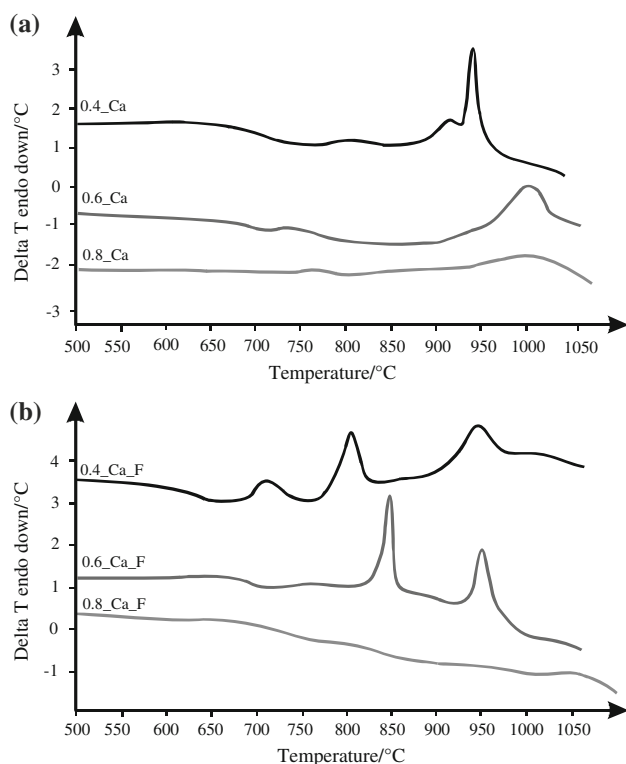 (a)
Delta T endo down/°C
3
2
1
0
-1
-2
-3
0.4_Ca
0.6_Ca
0.8_Ca
500 550 600 650 700 750 800 850 900 950 1000 1050
Temperature/°C
(b)
Delta T endo down/°C
4
3
2
1
0
-1
0.4_Ca_F
0.6_Ca_F
0.8_Ca_F
500 550 600 650 700 750 800 850 900 950 1000 1050
Temperature/°C